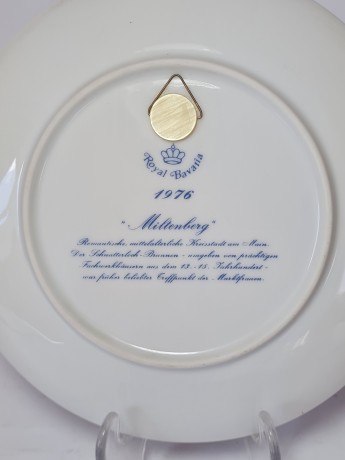 Royal Bavaria
1976
"Miltenberg"
Romantische, mittelalterliche Kreisstadt am Main.
Der Schnatterloch-Brunnen - umgeben von prächtigen
Fachwerkhäusern aus dem 13.-15. Jahrhundert -
war früher beliebter Treffpunkt der Marktfrauen.